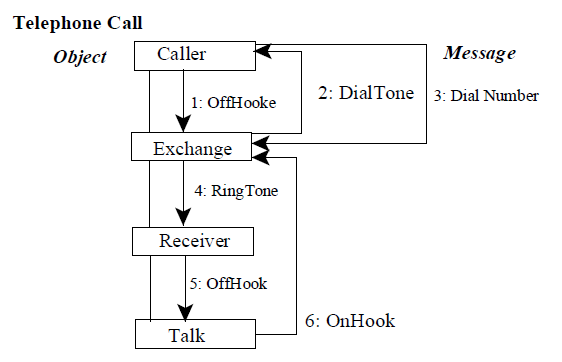 Telephone Call
Object
Caller
Message
1: OffHooke
2: DialTone
3: Dial Number
Exchange
4: RingTone
Receiver
5: OffHook
6: OnHook
Talk